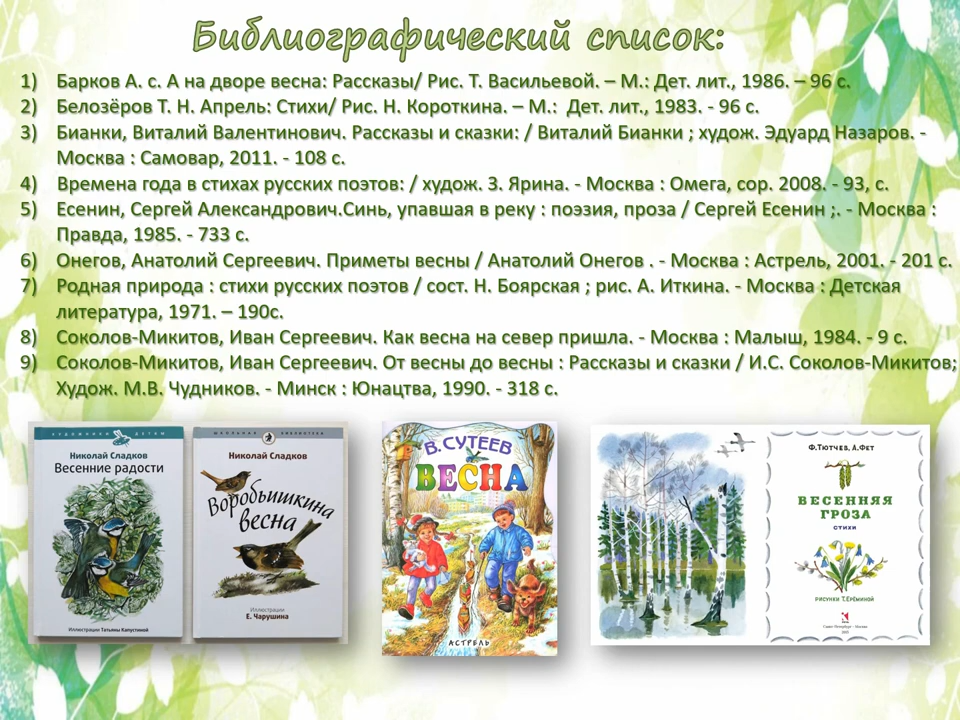 Библиографический список:
1) Барков А. с. А на дворе весна: Рассказы/ Рис. Т. Васильевой. – М.: Дет. лит., 1986. – 96 с.
2) Белозёров Т. Н. Апрель: Стихи/ Рис. Н. Короткина. – М.: Дет. лит., 1983. - 96 с.
3) Бианки, Виталий Валентинович. Рассказы и сказки: / Виталий Бианки ; худож. Эдуард Назаров. -
Москва : Самовар, 2011. - 108 с.
4) Времена года в стихах русских поэтов: / худож. З. Ярина. - Москва : Омега, сор. 2008. - 93, с.
5) Есенин, Сергей Александрович.Синь, упавшая в реку : поэзия, проза / Сергей Есенин ;. - Москва :
Правда, 1985. - 733 с.
6) Онегов, Анатолий Сергеевич. Приметы весны / Анатолий Онегов . - Москва : Астрель, 2001. - 201 с.
7) Родная природа : стихи русских поэтов / сост. Н. Боярская ; рис. А. Иткина. - Москва : Детская
литература, 1971. – 190с.
8) Соколов-Микитов, Иван Сергеевич. Как весна на север пришла. - Москва : Малыш, 1984. - 9 с.
9) Соколов-Микитов, Иван Сергеевич. От весны до весны : Рассказы и сказки / И.С. Соколов-Микитов;
Худож. М.В. Чудников. - Минск : Юнацтва, 1990. - 318 с.
ХУДОЖНИКИ ДЕТЯМ
Николай Сладков
Весенние радости
Иллюстрации Татьяны Капустиной
ШКОЛЬНАЯ БИБЛИОТЕКА
Николай Сладков
Воробьишкина
весна
Иллюстрации
Е. Чарушина
В. СУТЕЕВ
ВЕСНА
АСТРЕЛЬ
Ф. ТЮТЧЕВ, А. ФЕТ
ВЕСЕННЯЯ
ГРОЗА
СТИХИ
РИСУНКИ Т. ЕРЁМИНОЙ
Санкт-Петербург - Москва